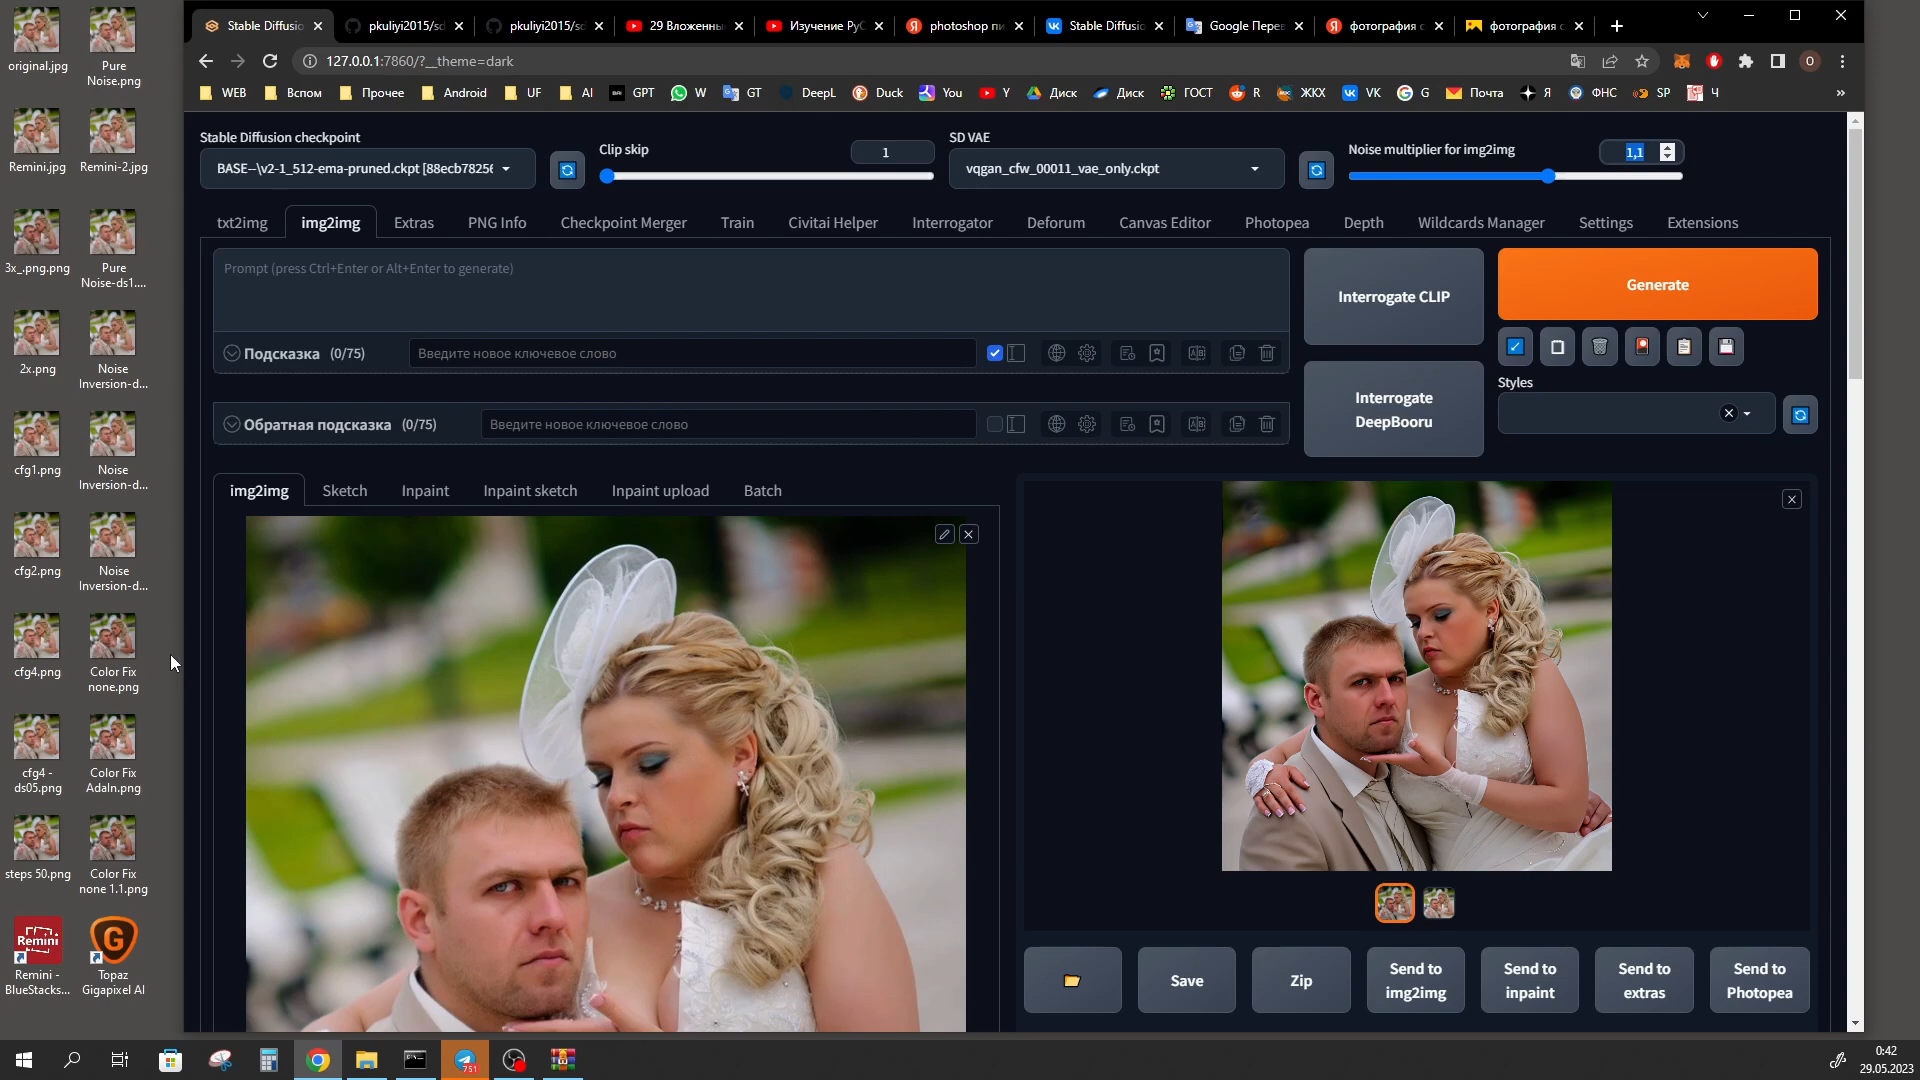 original.jpg
Pure
Noise.png
Remini.jpg
Remini-2.jpg
3x_.png.png
Pure
Noise-ds1....
2x.png
Noise
Inversion-d...
cfg1.png
Noise
Inversion-d...
cfg2.png
Noise
Inversion-d...
cfg4.png
Color Fix
none.png
cfg4 -
ds05.png
Color Fix
AdaIn.png
steps 50.png
Color Fix
none 1.1.png
Remini
Remini -
BlueStacks...
Topaz
Gigapixel AI
Stable Diffusio
pkuliyi2015/sd
pkuliyi2015/sd
29 Вложенны
Изучение РуС
photoshop пи
Stable Diffusio
Google Перев
фотография с
фотография с
127.0.0.1:7860/?__theme=dark
O
WEB
Вспом
Прочее
Android
UF
AI
GPT
W
GT
DeepL
Duck
You
Y
Диск
Диск
ГОСТ
R
ЖКХ
VK
G
Почта
Я
ФНС
SP
Ч
»
Stable Diffusion checkpoint
BASE--\v2-1_512-ema-pruned.ckpt [88ecb78256
Clip skip
1
SD VAE
vqgan_cfw_00011_vae_only.ckpt
Noise multiplier for img2img
1,1
txt2img
img2img
Extras
PNG Info
Checkpoint Merger
Train
Civitai Helper
Interrogator
Deforum
Canvas Editor
Photopea
Depth
Wildcards Manager
Settings
Extensions
Prompt (press Ctrl+Enter or Alt+Enter to generate)
Interrogate CLIP
Generate
Подсказка (0/75)
Введите новое ключевое слово
Interrogate
DeepBooru
Styles
Обратная подсказка (0/75)
Введите новое ключевое слово
img2img
Sketch
Inpaint
Inpaint sketch
Inpaint upload
Batch
Save
Zip
Send to
img2img
Send to
inpaint
Send to
extras
Send to
Photopea
751
0:42
29.05.2023